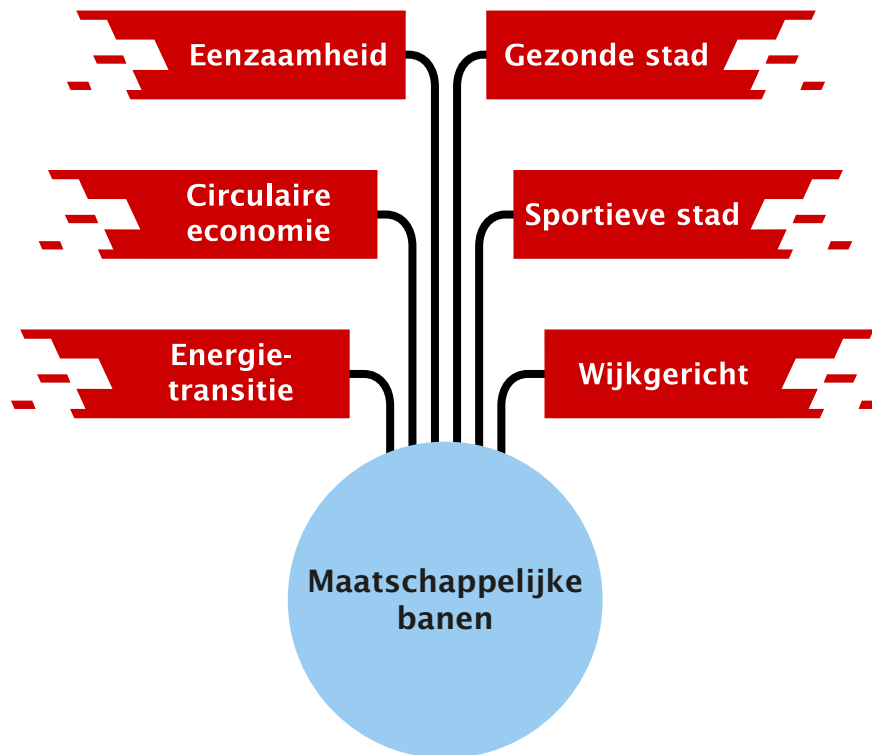 Eenzaamheid
Gezonde stad
Circulaire
economie
Sportieve stad
Energie-
transitie
Wijkgericht
Maatschappelijke
banen